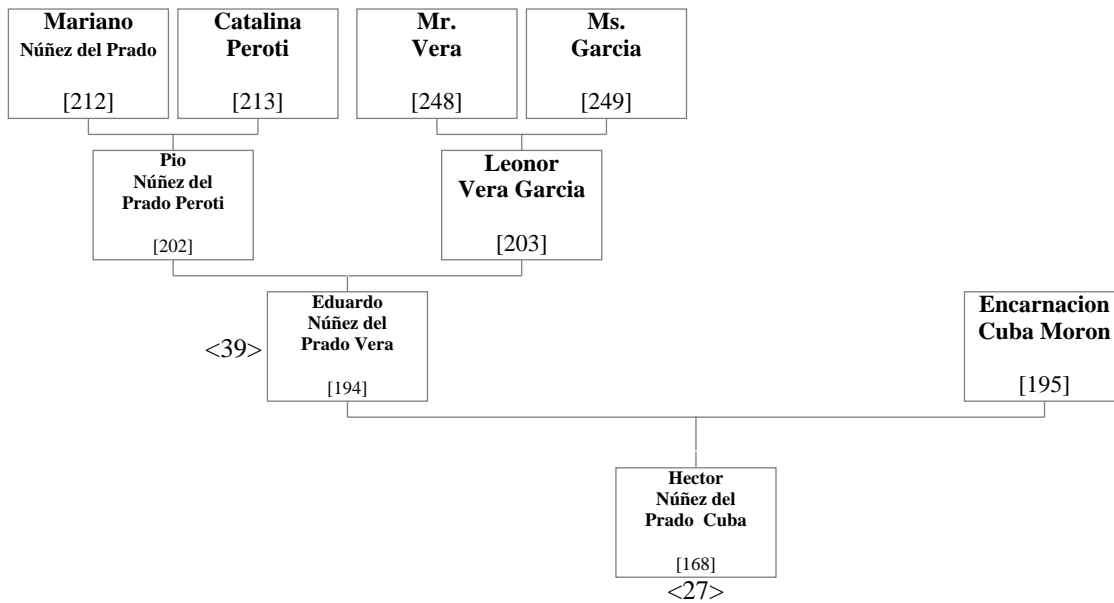 Mariano
Núñez del Prado
[212]
Catalina
Peroti
[213]
Mr.
Vera
[248]
Ms.
Garcia
[249]
Pio
Núñez del
Prado Peroti
[202]
Leonor
Vera Garcia
[203]
<39>
Eduardo
Núñez del
Prado Vera
[194]
Encarnacion
Cuba Moron
[195]
Hector
Núñez del
Prado  Cuba
[168]
<27>